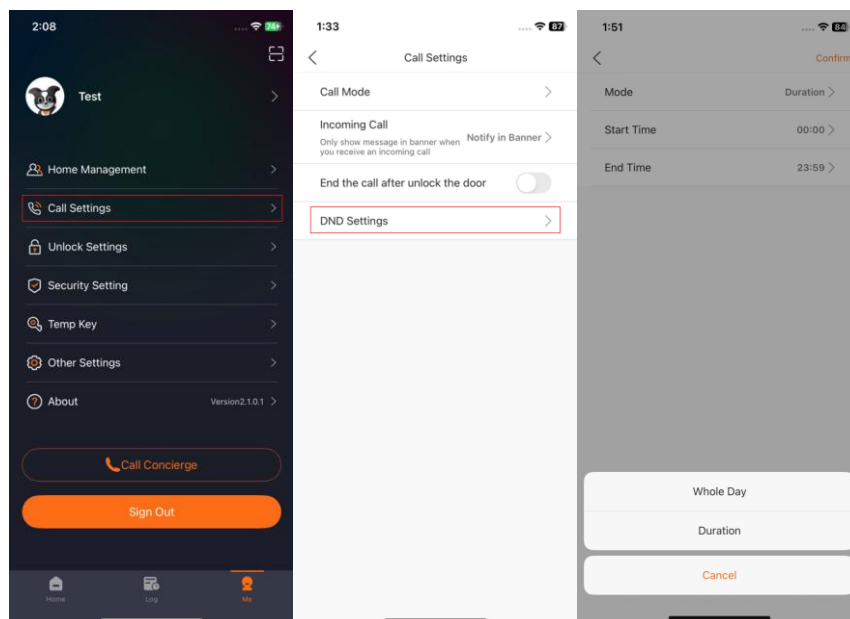 2:08
74
Test
Home Management
Call Settings
Unlock Settings
Security Setting
Temp Key
Other Settings
About Version2.1.0.1
Call Concierge
Sign Out
Home Log Me
1:33
87
Call Settings
Call Mode
Incoming Call
Only show message in banner when
you receive an incoming call
Notify in Banner
End the call after unlock the door
DND Settings
1:51
84
Confirm
Mode Duration
Start Time 00:00
End Time 23:59
Whole Day
Duration
Cancel